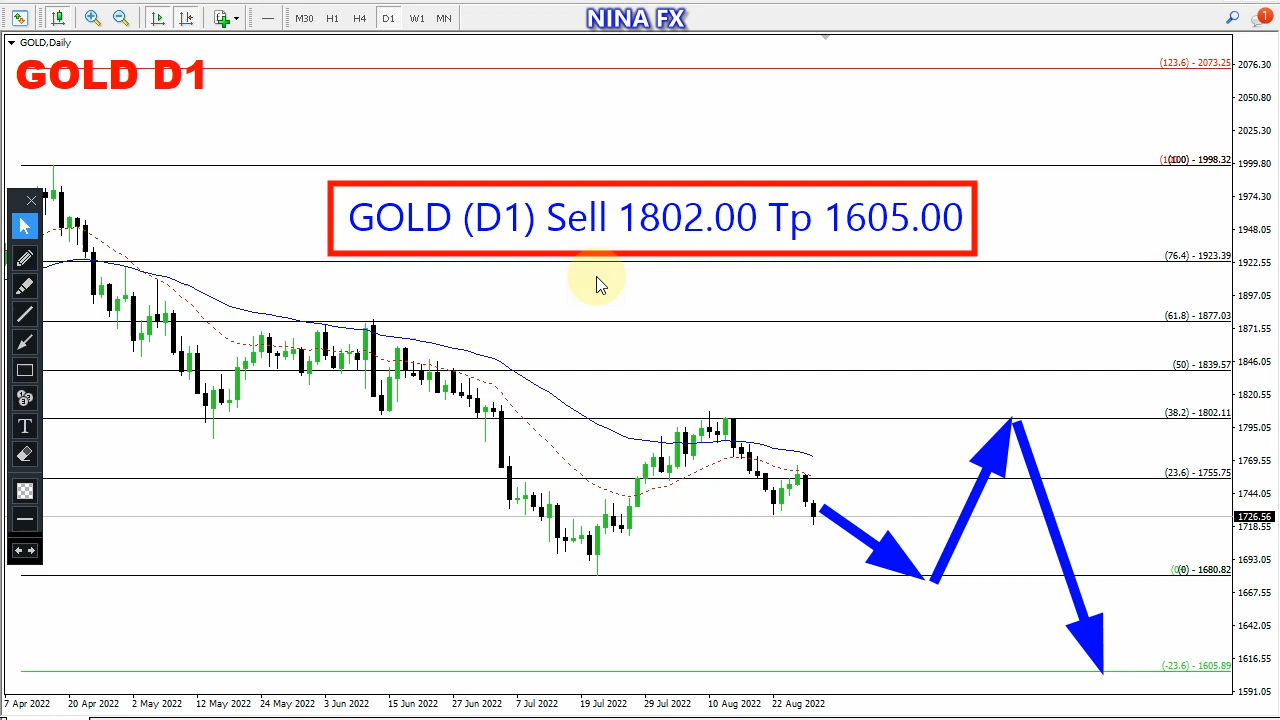 M30 H1 H4 D1 W1 MN
NINA FX
1
GOLD,Daily
GOLD D1
GOLD (D1) Sell 1802.00 Tp 1605.00
(123.6) - 2073.25
(100) - 1998.32
(76.4) - 1923.39
(61.8) - 1877.03
(50) - 1839.57
(38.2) - 1802.11
(23.6) - 1755.75
(0) - 1680.82
(-23.6) - 1605.89
2076.30
2050.80
2025.30
1999.80
1974.30
1948.05
1922.55
1897.05
1871.55
1846.05
1820.55
1795.05
1769.55
1744.05
1726.56
1718.55
1693.05
1667.55
1642.05
1616.55
1591.05
T
7 Apr 2022 20 Apr 2022 2 May 2022 12 May 2022 24 May 2022 3 Jun 2022 15 Jun 2022 27 Jun 2022 7 Jul 2022 19 Jul 2022 29 Jul 2022 10 Aug 2022 22 Aug 2022